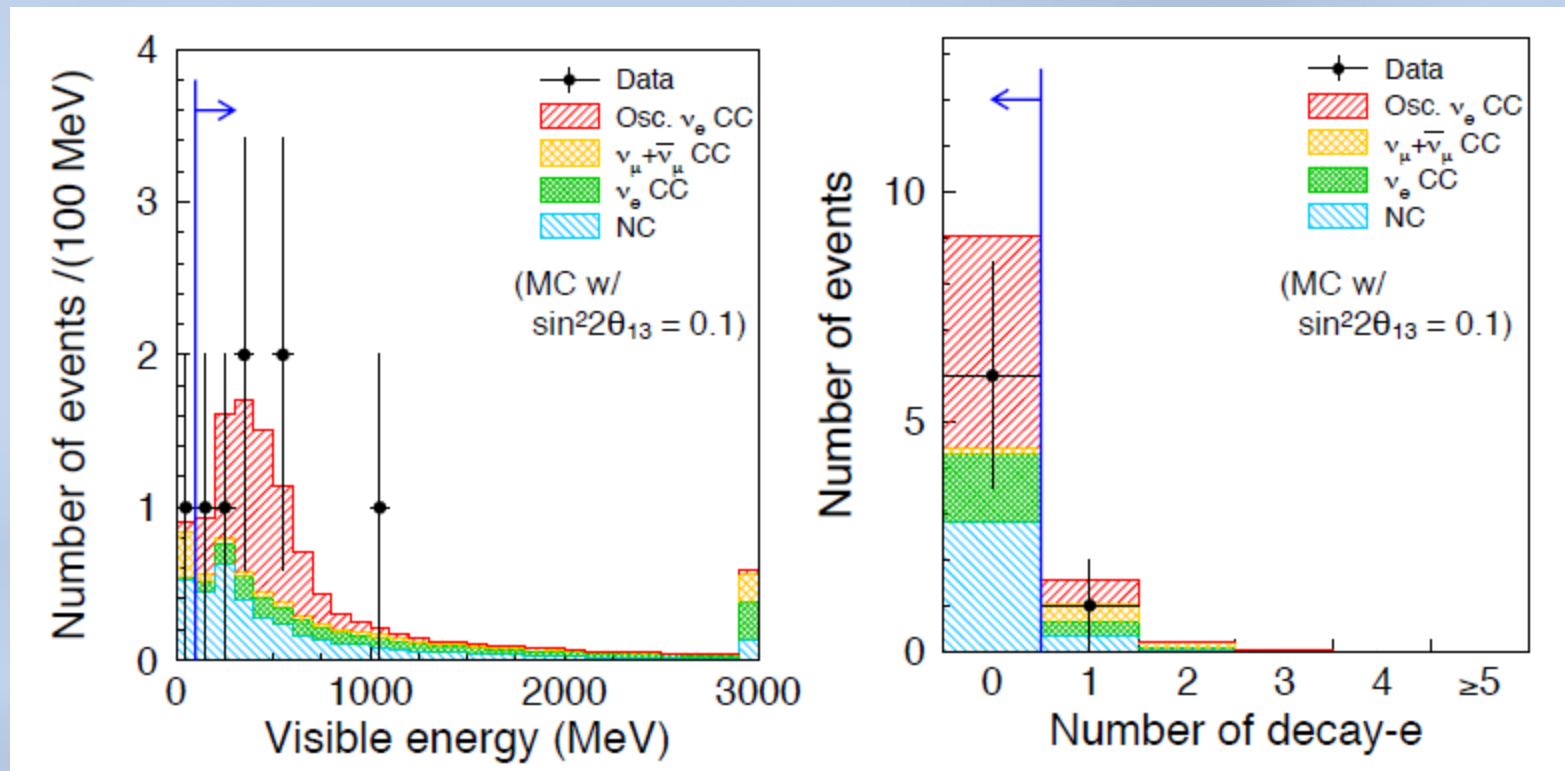 4
3
2
1
0
Number of events /(100 MeV)
Data
Osc. νe CC
νμ+ν̅μ CC
νe CC
NC
(MC w/
sin²2θ13 = 0.1)
0 1000 2000 3000
Visible energy (MeV)
10
5
0
Number of events
Data
Osc. νe CC
νμ+ν̅μ CC
νe CC
NC
(MC w/
sin²2θ13 = 0.1)
0 1 2 3 4 ≥5
Number of decay-e